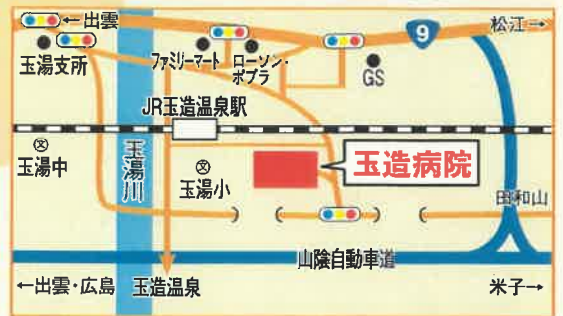 ←出雲
9
松江→
玉湯支所
ファミリーマート
ローソン・
ポプラ
GS
JR玉造温泉駅
文
玉湯中
玉湯川
文
玉湯小
玉造病院
田和山
山陰自動車道
←出雲・広島
玉造温泉
米子→